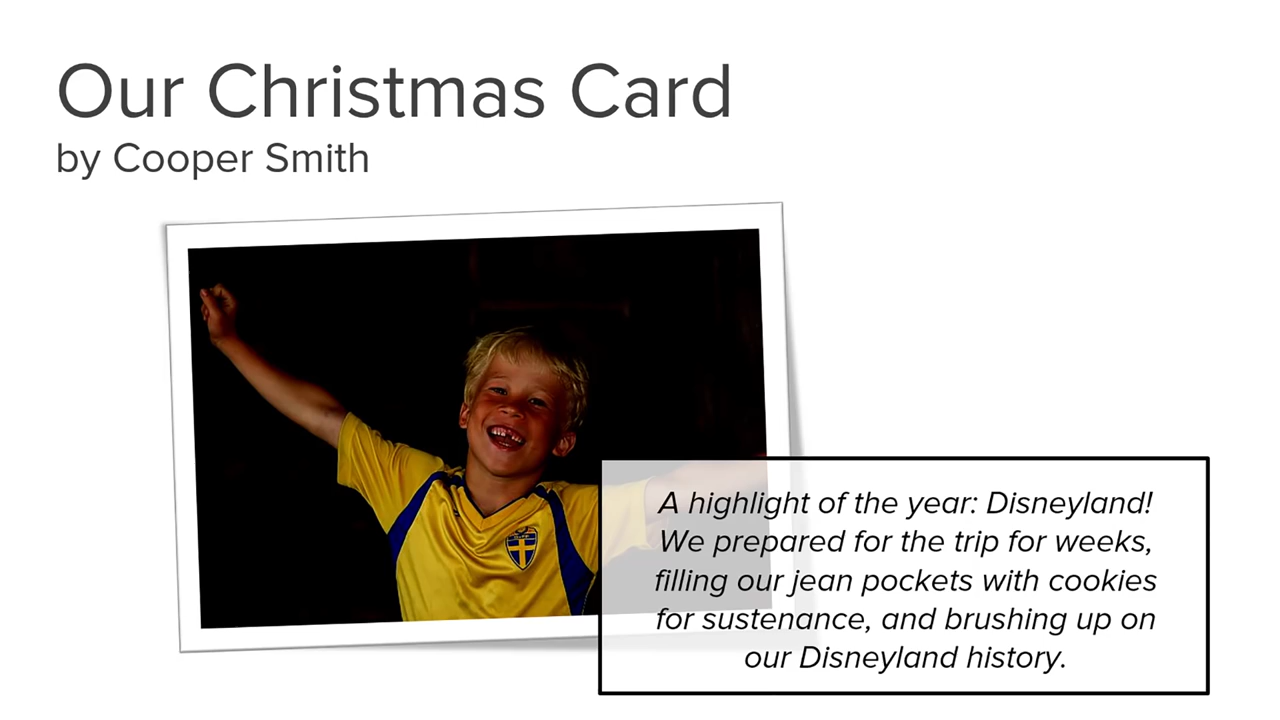 Our Christmas Card
by Cooper Smith
A highlight of the year: Disneyland!
We prepared for the trip for weeks,
filling our jean pockets with cookies
for sustenance, and brushing up on
our Disneyland history.